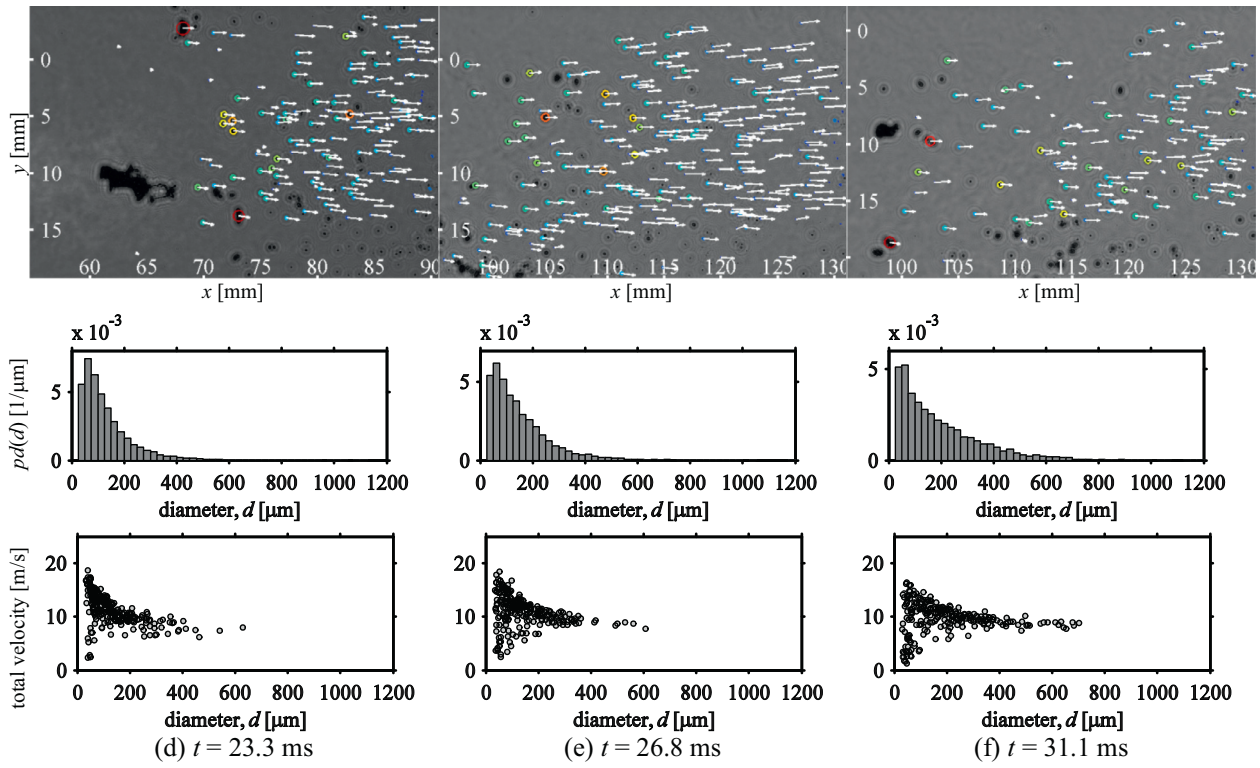 0
5
10
15
y [mm]
60 65 70 75 80 85 90
x [mm]
0
5
10
15
100 105 110 115 120 125 130
x [mm]
0
5
10
15
100 105 110 115 120 125 130
x [mm]
x 10⁻³
5
0
pd(d) [1/μm]
0 200 400 600 800 1000 1200
diameter, d [μm]
x 10⁻³
5
0
0 200 400 600 800 1000 1200
diameter, d [μm]
x 10⁻³
5
0
0 200 400 600 800 1000 1200
diameter, d [μm]
20
10
0
total velocity [m/s]
0 200 400 600 800 1000 1200
diameter, d [μm]
(d) t = 23.3 ms
20
10
0
0 200 400 600 800 1000 1200
diameter, d [μm]
(e) t = 26.8 ms
20
10
0
0 200 400 600 800 1000 1200
diameter, d [μm]
(f) t = 31.1 ms